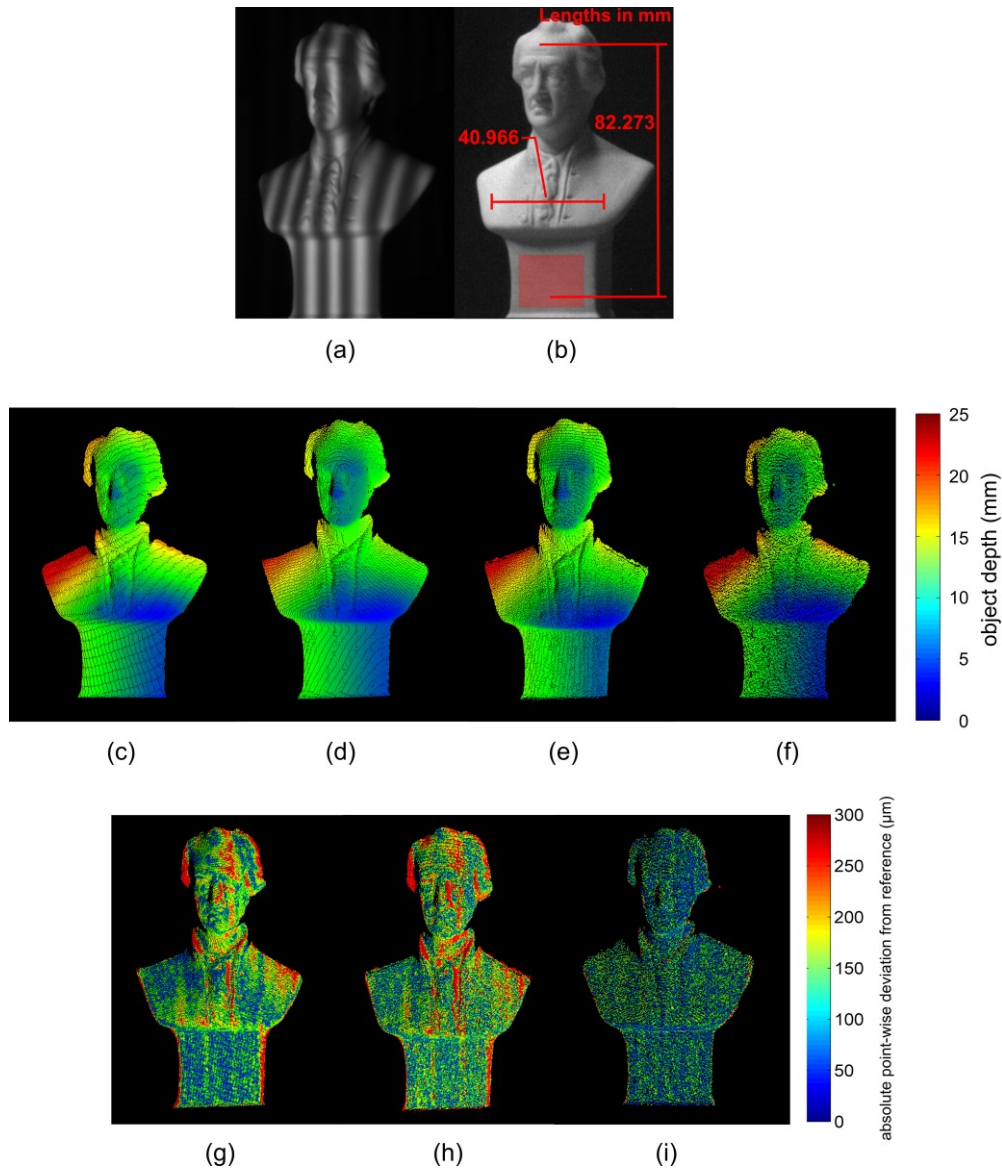 Lengths in mm
40.966
82.273
(a)
(b)
25
20
15
10
5
0
object depth (mm)
(c)
(d)
(e)
(f)
300
250
200
150
100
50
0
absolute point-wise deviation from reference (µm)
(g)
(h)
(i)